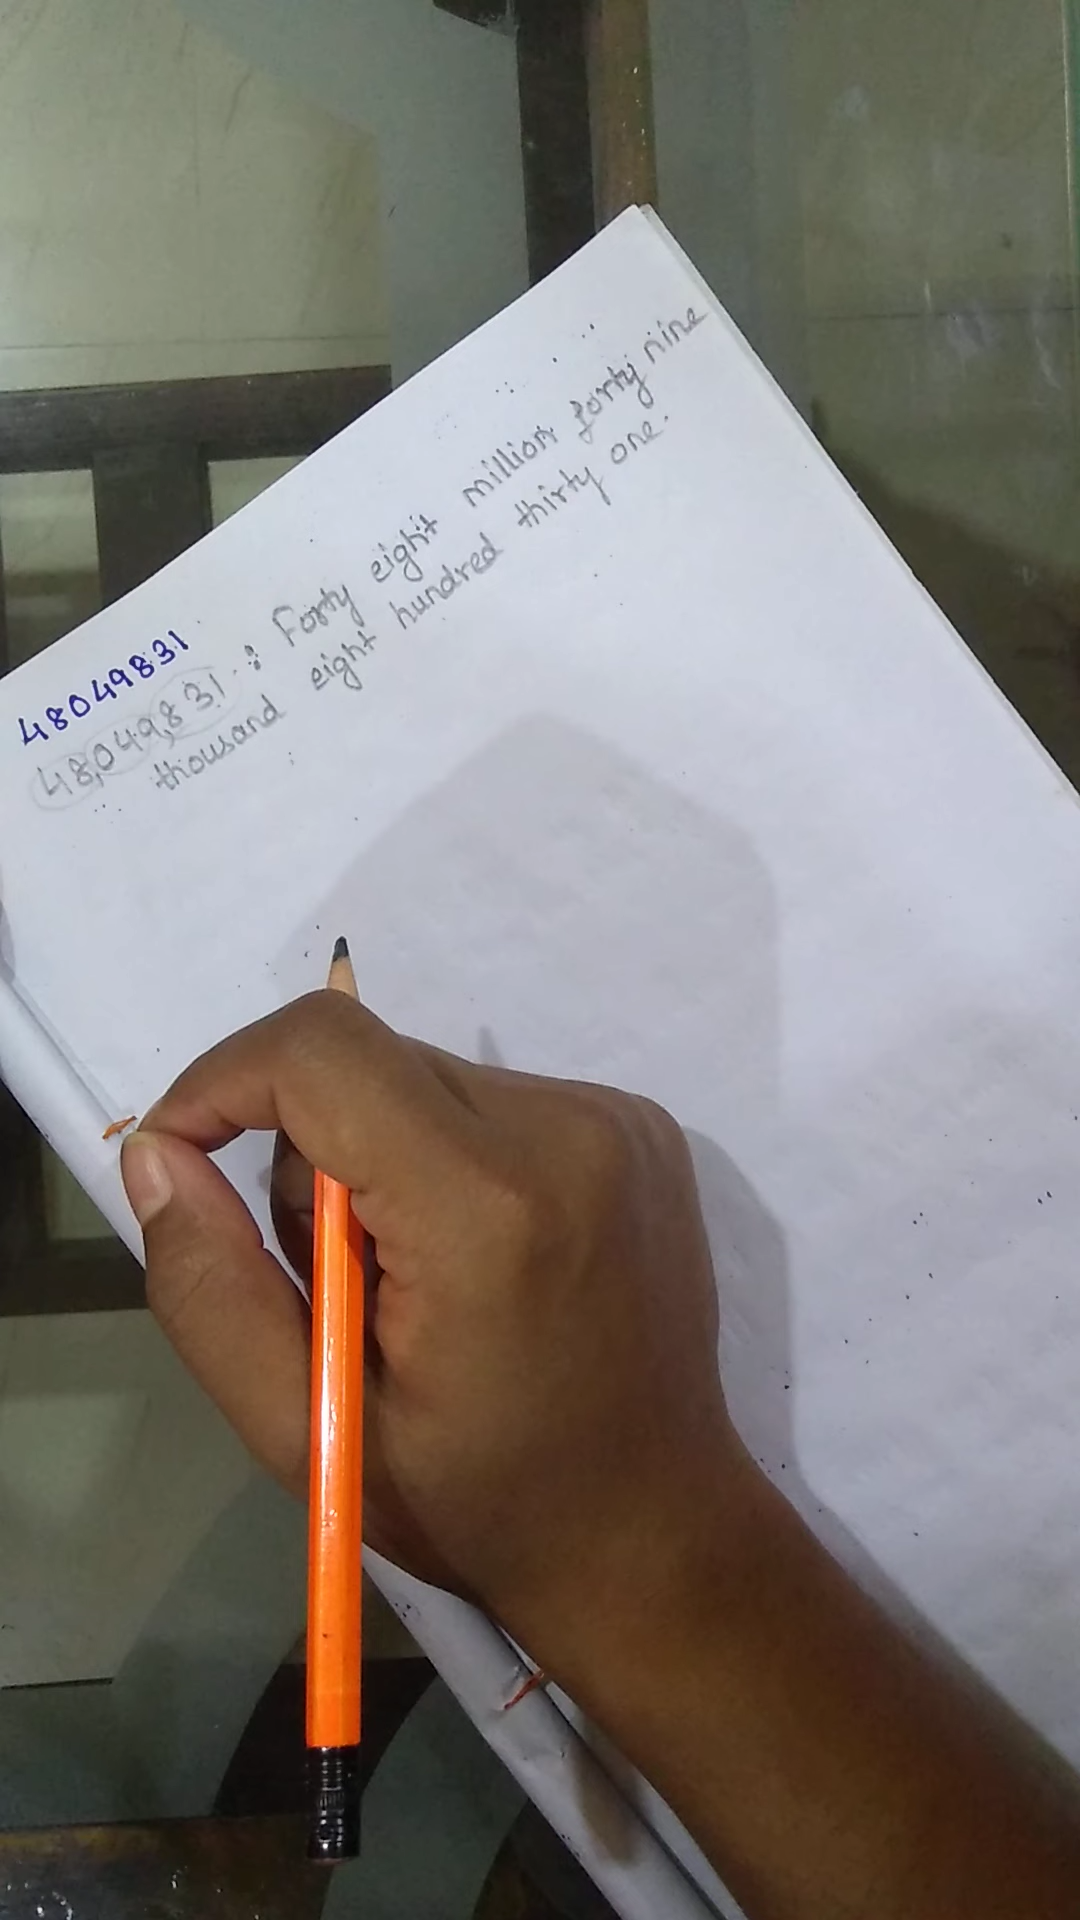 48049831
48,049,831 : Forty eight million forty nine
thousand eight hundred thirty one.